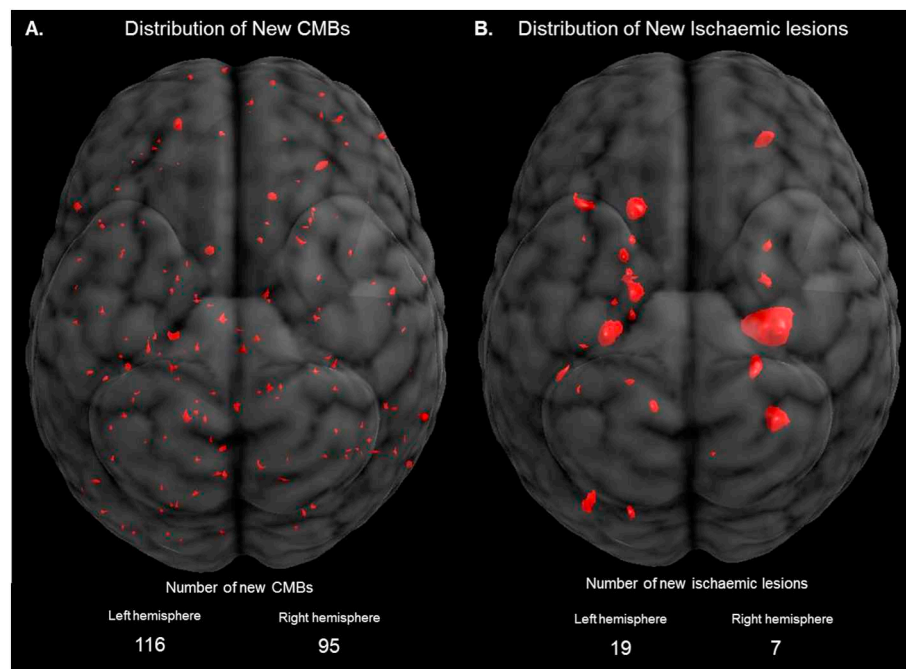 A. Distribution of New CMBs
B. Distribution of New Ischaemic lesions
Number of new CMBs
Left hemisphere Right hemisphere
116 95
Number of new ischaemic lesions
Left hemisphere Right hemisphere
19 7